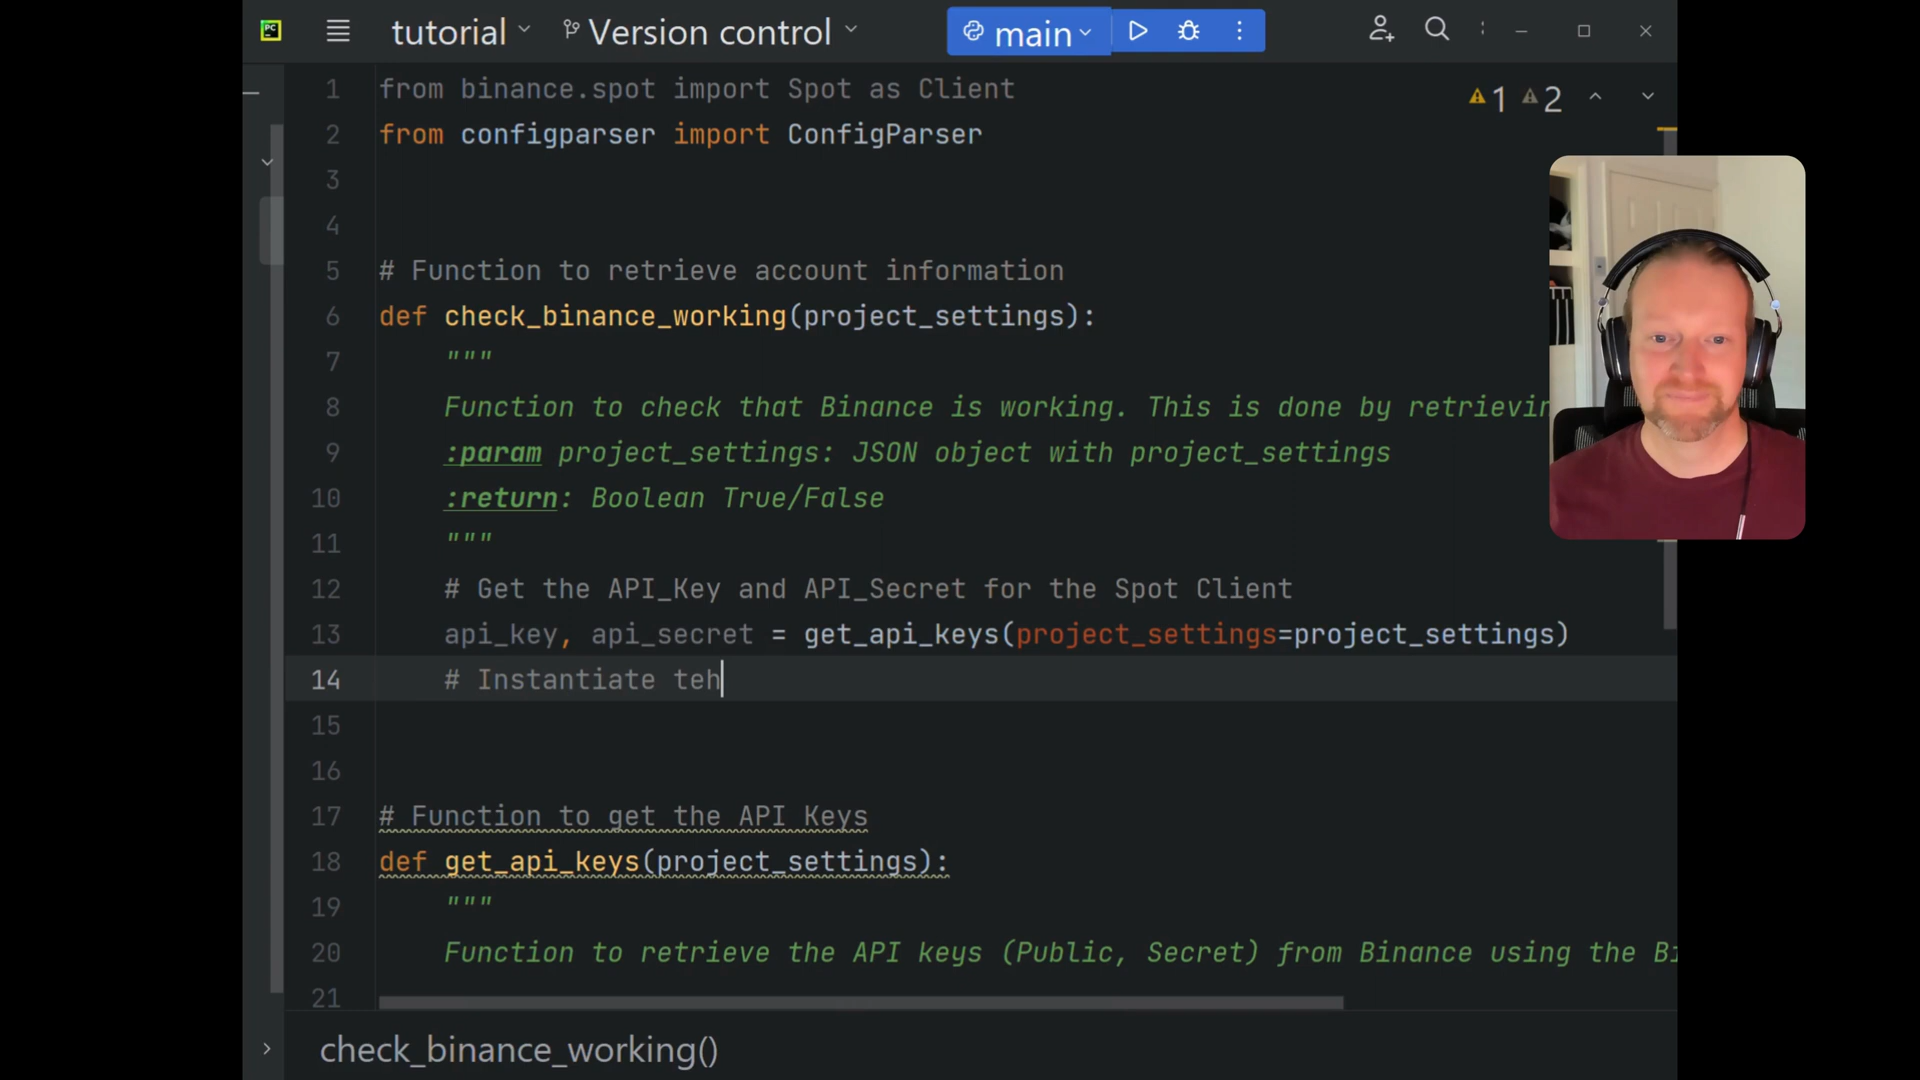 PC
tutorial
Version control
main
1 from binance.spot import Spot as Client
1 2
2 from configparser import ConfigParser
3
4
5 # Function to retrieve account information
6 def check_binance_working(project_settings):
7 """
8 Function to check that Binance is working. This is done by retrievin
9 :param project_settings: JSON object with project_settings
10 :return: Boolean True/False
11 """
12 # Get the API_Key and API_Secret for the Spot Client
13 api_key, api_secret = get_api_keys(project_settings=project_settings)
14 # Instantiate teh
15
16
17 # Function to get the API Keys
18 def get_api_keys(project_settings):
19 """
20 Function to retrieve the API keys (Public, Secret) from Binance using the Bi
21
check_binance_working()